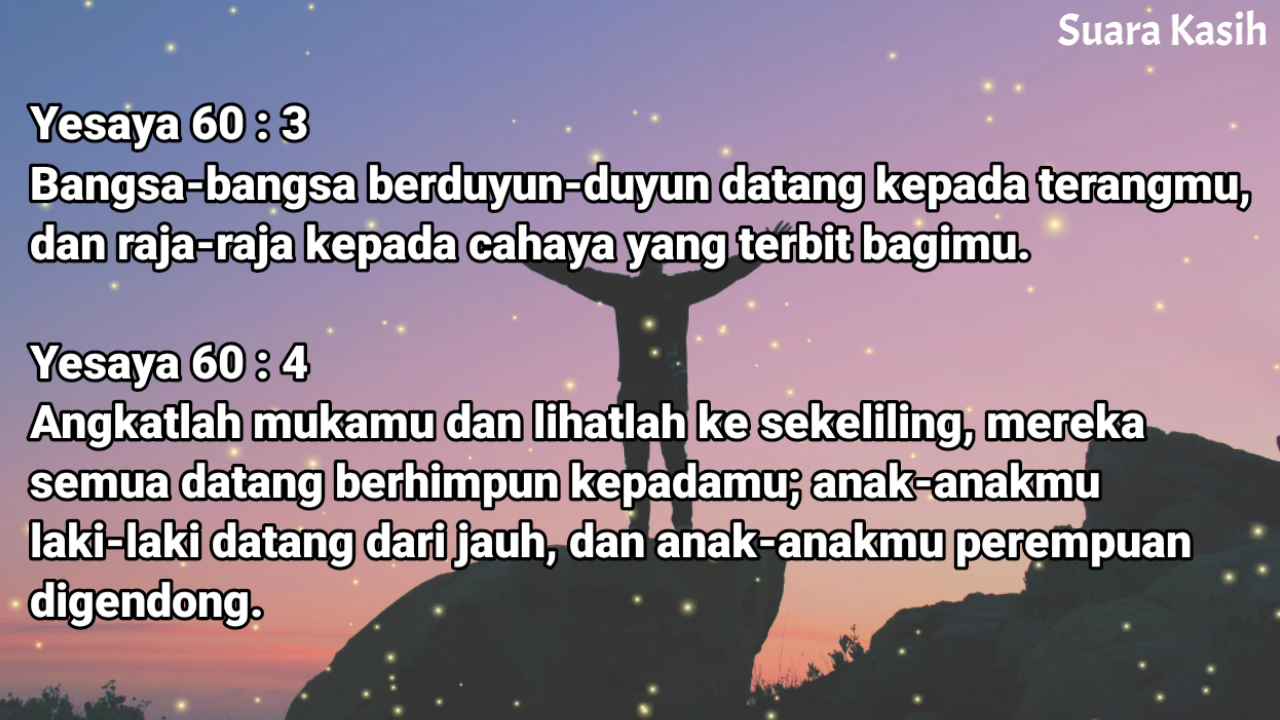 Suara Kasih
Yesaya 60 : 3
Bangsa-bangsa berduyun-duyun datang kepada terangmu,
dan raja-raja kepada cahaya yang terbit bagimu.
Yesaya 60 : 4
Angkatlah mukamu dan lihatlah ke sekeliling, mereka
semua datang berhimpun kepadamu; anak-anakmu
laki-laki datang dari jauh, dan anak-anakmu perempuan
digendong.